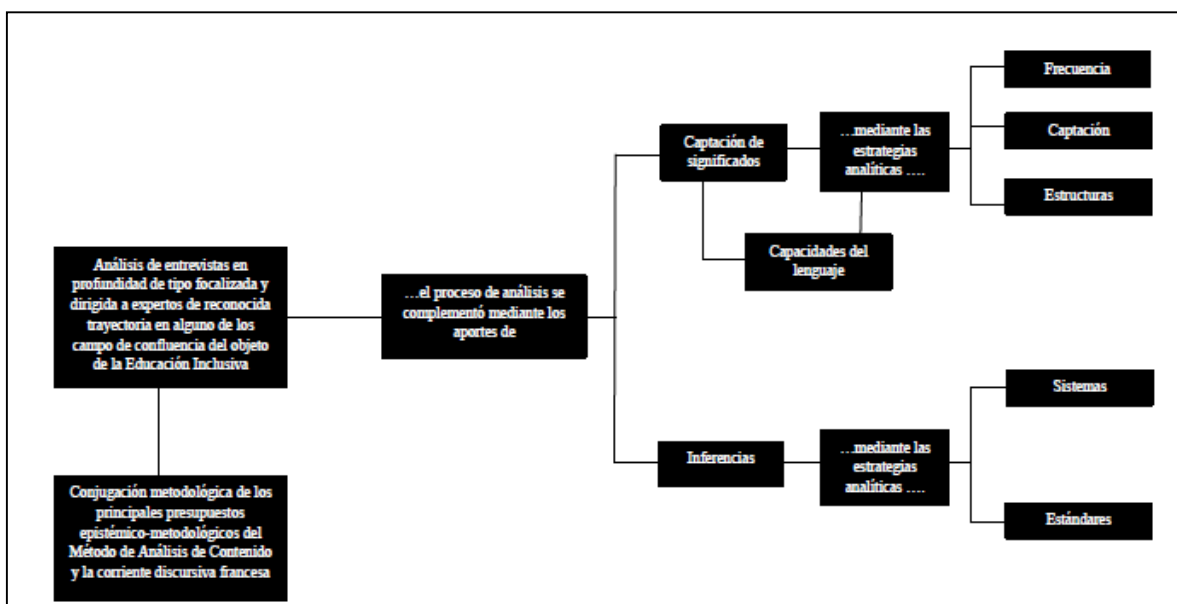 Frecuencia
Captación de
significados
…mediante las
estrategias
analíticas ….
Captación
Estructuras
Capacidades del
lenguaje
Análisis de entrevistas en
profundidad de tipo focalizada y
dirigida a expertos de reconocida
trayectoria en alguno de los
campo de confluencia del objeto
de la Educación Inclusiva
…el proceso de análisis se
complementó mediante los
aportes de
Sistemas
Inferencias
…mediante las
estrategias
analíticas ….
Estándares
Conjugación metodológica de los
principales presupuestos
epistémico-metodológicos del
Método de Análisis de Contenido
y la corriente discursiva francesa